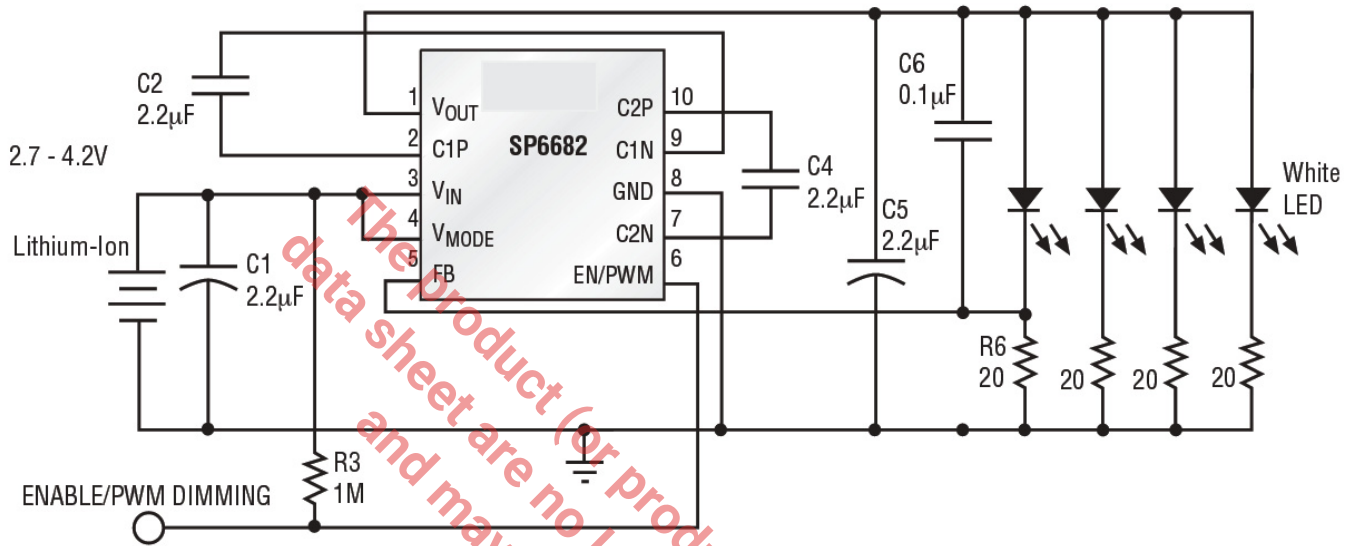 C2
2.2µF
2.7 - 4.2V
Lithium-Ion
C1
2.2µF
1
2
3
4
5
VOUT
C1P
VIN
VMODE
FB
SP6682
C2P
C1N
GND
C2N
EN/PWM
10
9
8
7
6
C4
2.2µF
C5
2.2µF
C6
0.1µF
White
LED
R6
20
20
20
20
R3
1M
ENABLE/PWM DIMMING
The product (or produ
data sheet are no l
and may